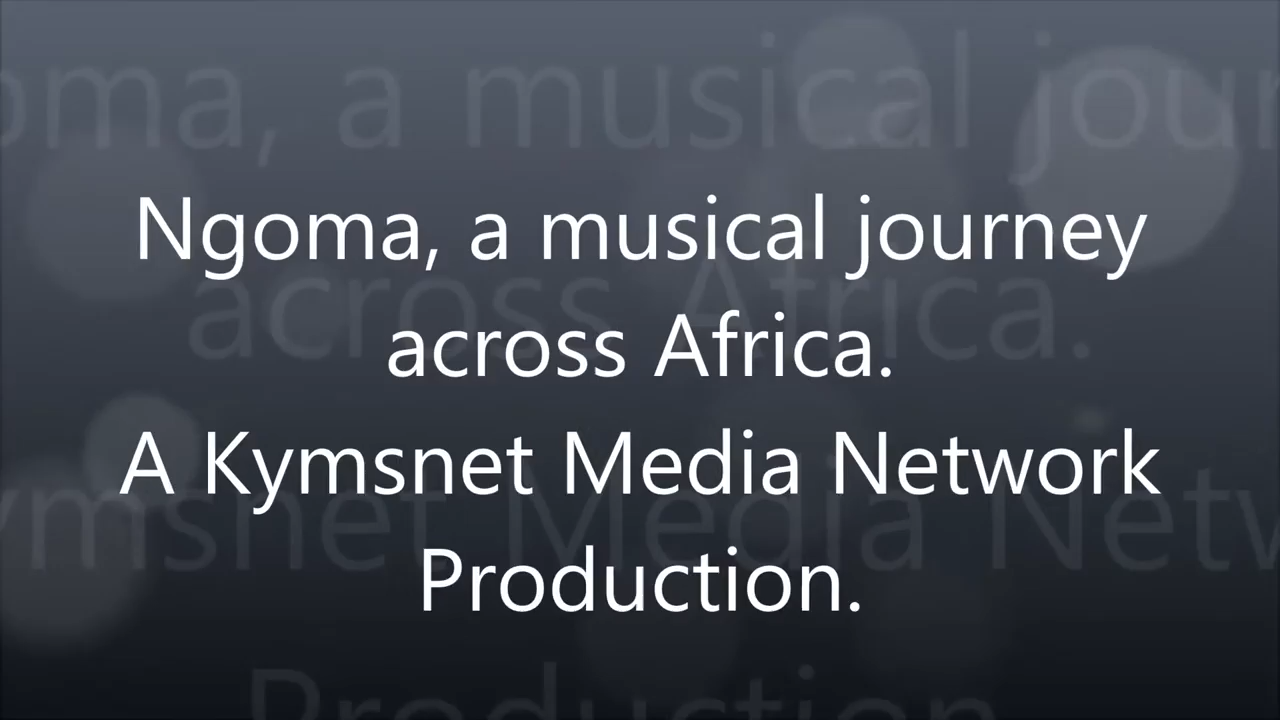 Ngoma, a musical journey
across Africa.
A Kymsnet Media Network
Production.